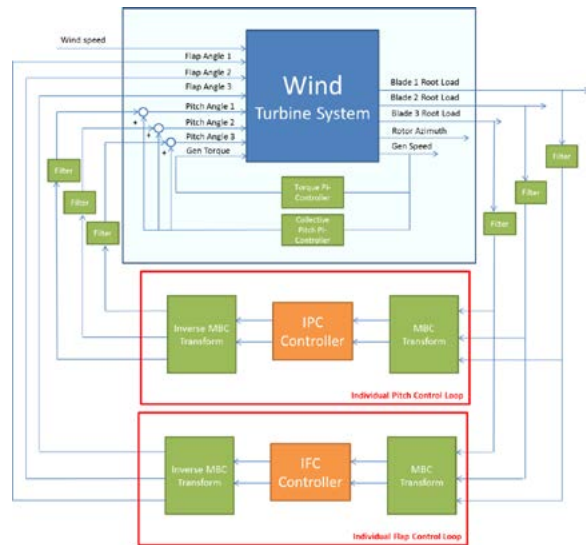 Wind speed
Flap Angle 1
Flap Angle 2
Flap Angle 3
Pitch Angle 1
Pitch Angle 2
Pitch Angle 3
Gen Torque
Wind
Turbine System
Blade 1 Root Load
Blade 2 Root Load
Blade 3 Root Load
Rotor Azimuth
Gen Speed
+
+
+
Filter
Filter
Filter
Filter
Filter
Filter
Torque PI-
Controller
Collective
Pitch PI-
Controller
Inverse MBC
Transform
IPC
Controller
MBC
Transform
Individual Pitch Control Loop
Inverse MBC
Transform
IFC
Controller
MBC
Transform
Individual Flap Control Loop